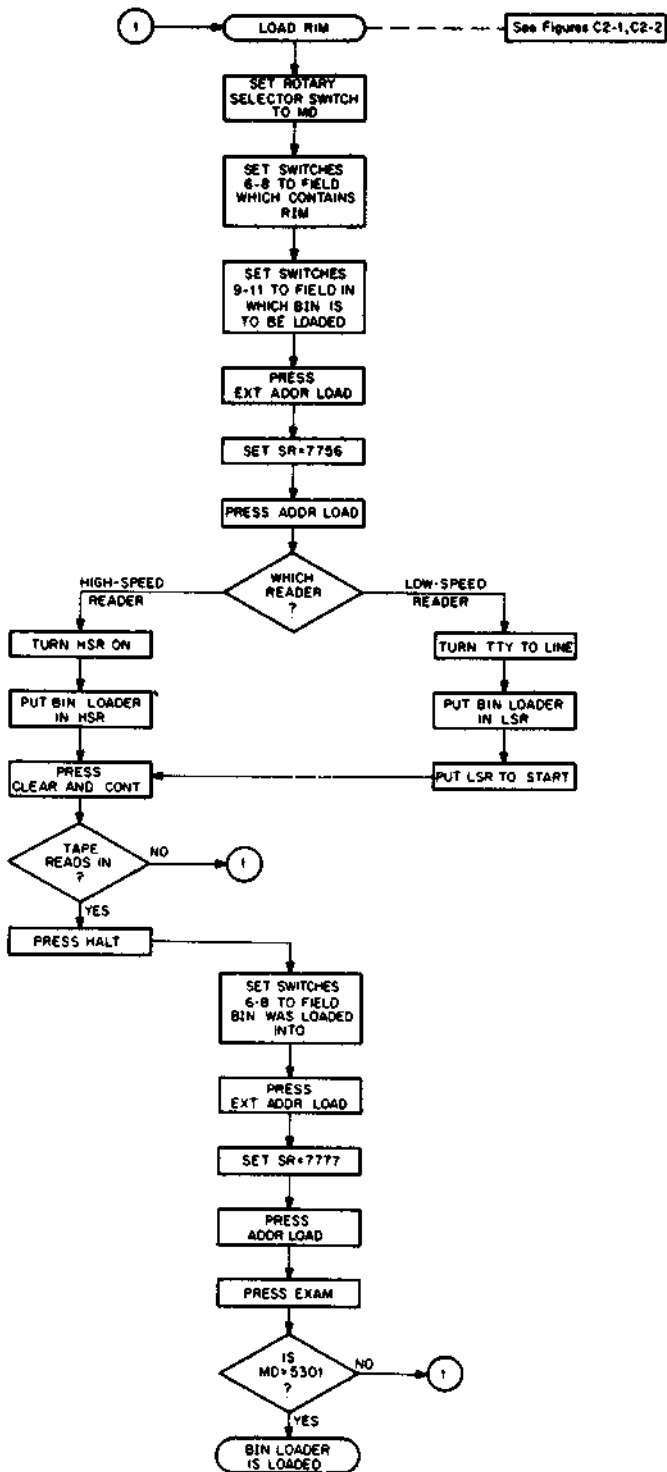 1
LOAD RIM
See Figures C2-1, C2-2
SET ROTARY
SELECTOR SWITCH
TO MD
SET SWITCHES
6-8 TO FIELD
WHICH CONTAINS
RIM
SET SWITCHES
9-11 TO FIELD IN
WHICH BIN IS
TO BE LOADED
PRESS
EXT ADDR LOAD
SET SR=7756
PRESS ADDR LOAD
WHICH
READER
?
HIGH-SPEED
READER
LOW-SPEED
READER
TURN HSR ON
TURN TTY TO LINE
PUT BIN LOADER
IN HSR
PUT BIN LOADER
IN LSR
PRESS
CLEAR AND CONT
PUT LSR TO START
TAPE
READS IN
?
NO
1
YES
PRESS HALT
SET SWITCHES
6-8 TO FIELD
BIN WAS LOADED
INTO
PRESS
EXT ADDR LOAD
SET SR=7777
PRESS
ADDR LOAD
PRESS EXAM
IS
MD=5301
?
NO
1
YES
BIN LOADER
IS LOADED